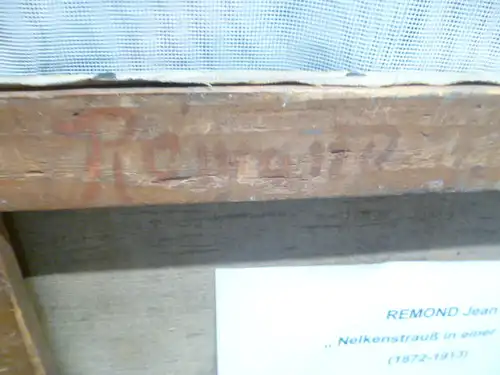 Remond
REMOND Jean
„ Nelkenstrauß in einer
(1872-1913)